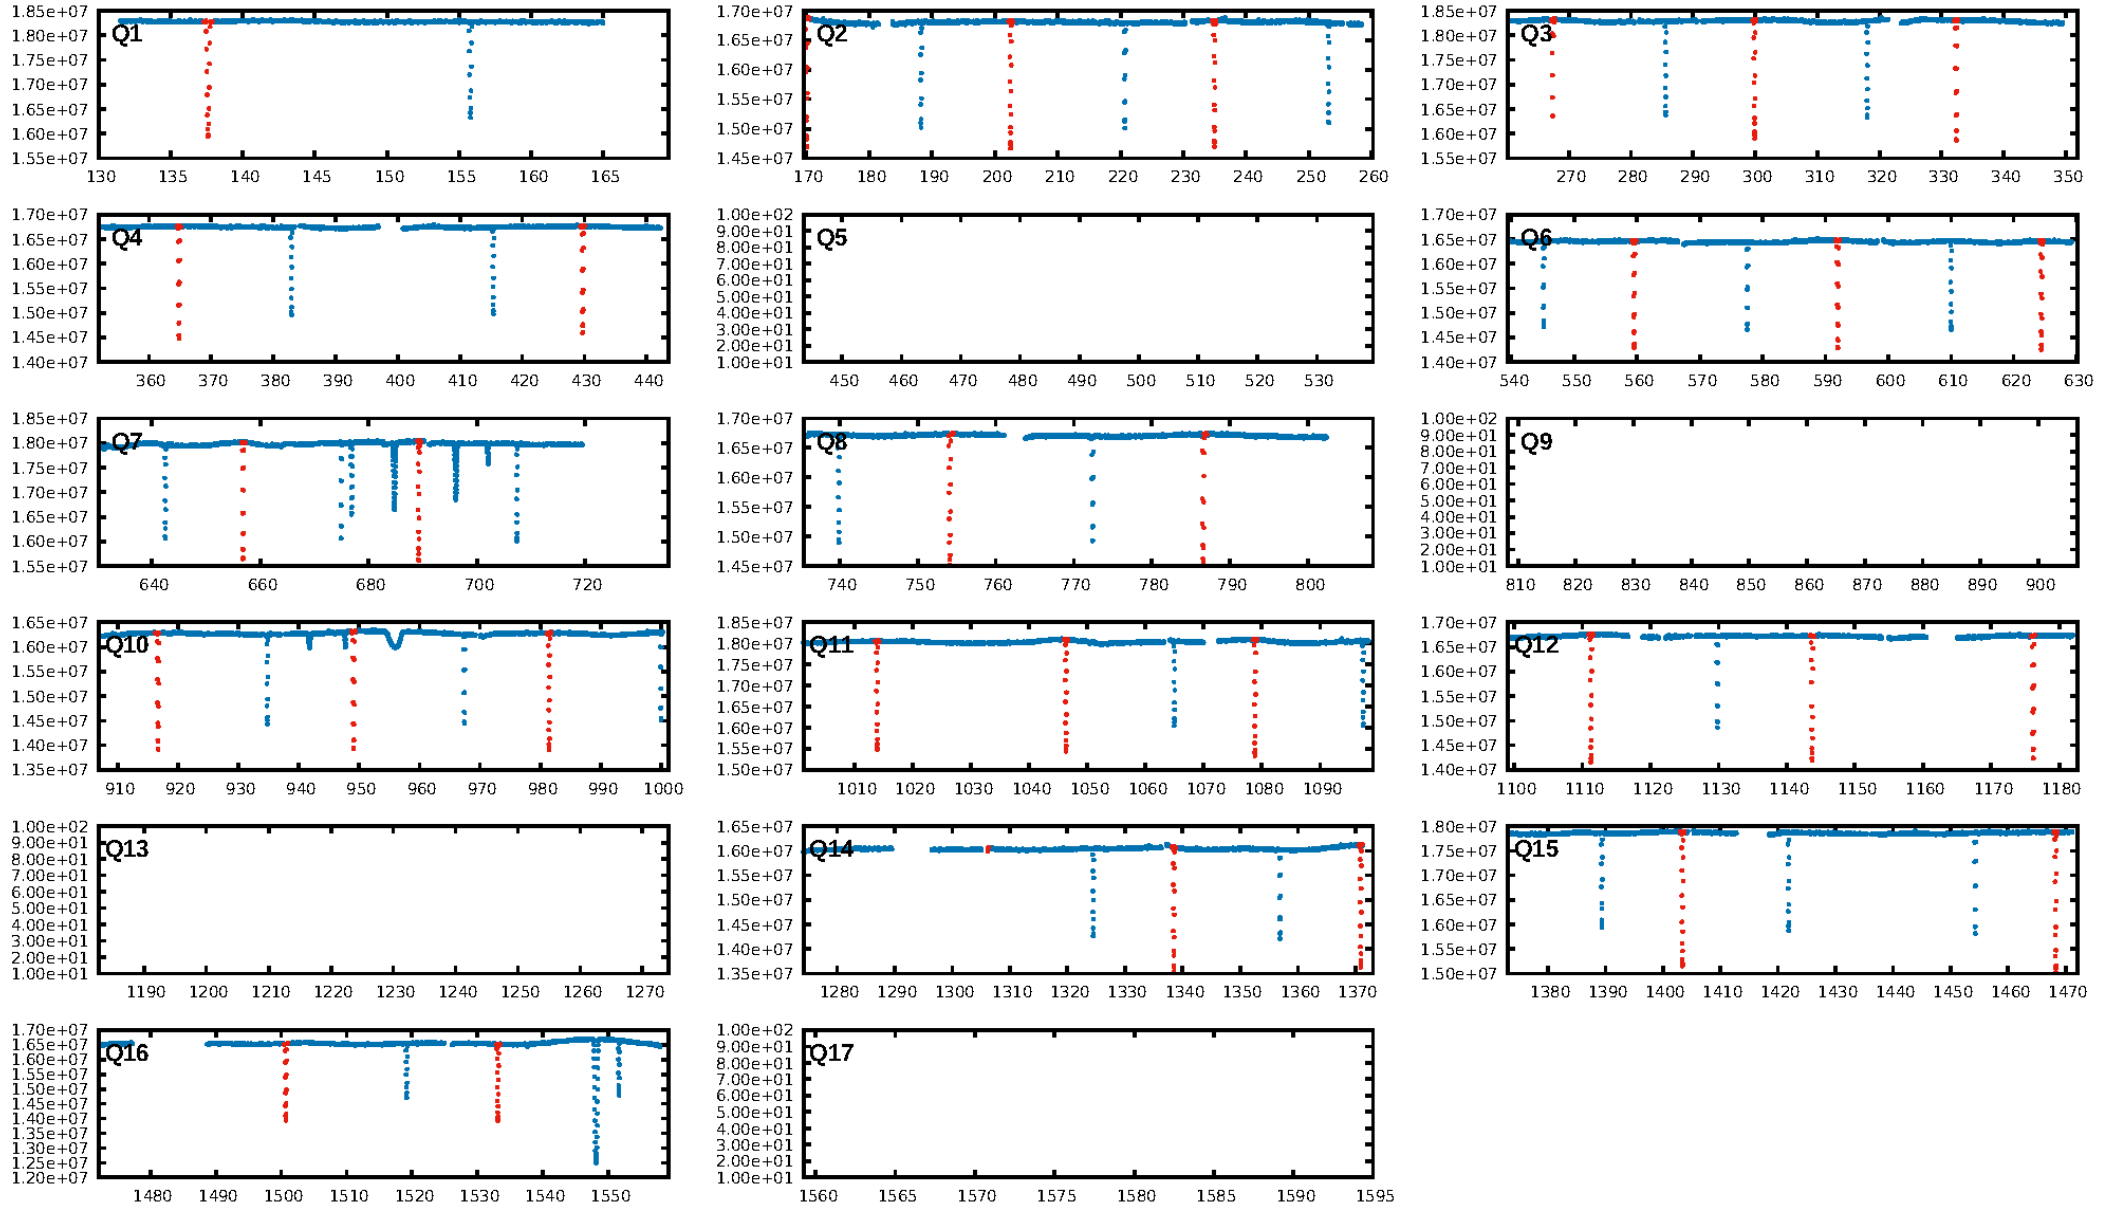 1.85e+07 1.80e+07 1.75e+07 1.70e+07 1.65e+07 1.60e+07 1.55e+07
Q1
130 135 140 145 150 155 160 165
1.70e+07 1.65e+07 1.60e+07 1.55e+07 1.50e+07 1.45e+07
Q2
170 180 190 200 210 220 230 240 250 260
1.85e+07 1.80e+07 1.75e+07 1.70e+07 1.65e+07 1.60e+07 1.55e+07
Q3
270 280 290 300 310 320 330 340 350
1.70e+07 1.65e+07 1.60e+07 1.55e+07 1.50e+07 1.45e+07 1.40e+07
Q4
360 370 380 390 400 410 420 430 440
1.00e+02 9.00e+01 8.00e+01 7.00e+01 6.00e+01 5.00e+01 4.00e+01 3.00e+01 2.00e+01 1.00e+01
Q5
450 460 470 480 490 500 510 520 530
1.70e+07 1.65e+07 1.60e+07 1.55e+07 1.50e+07 1.45e+07 1.40e+07
Q6
540 550 560 570 580 590 600 610 620 630
1.85e+07 1.80e+07 1.75e+07 1.70e+07 1.65e+07 1.60e+07 1.55e+07
Q7
640 660 680 700 720
1.70e+07 1.65e+07 1.60e+07 1.55e+07 1.50e+07 1.45e+07
Q8
740 750 760 770 780 790 800
1.00e+02 9.00e+01 8.00e+01 7.00e+01 6.00e+01 5.00e+01 4.00e+01 3.00e+01 2.00e+01 1.00e+01
Q9
810 820 830 840 850 860 870 880 890 900
1.65e+07 1.60e+07 1.55e+07 1.50e+07 1.45e+07 1.40e+07 1.35e+07
Q10
910 920 930 940 950 960 970 980 990 1000
1.85e+07 1.80e+07 1.75e+07 1.70e+07 1.65e+07 1.60e+07 1.55e+07 1.50e+07
Q11
1010 1020 1030 1040 1050 1060 1070 1080 1090
1.70e+07 1.65e+07 1.60e+07 1.55e+07 1.50e+07 1.45e+07 1.40e+07
Q12
1100 1110 1120 1130 1140 1150 1160 1170 1180
1.00e+02 9.00e+01 8.00e+01 7.00e+01 6.00e+01 5.00e+01 4.00e+01 3.00e+01 2.00e+01 1.00e+01
Q13
1190 1200 1210 1220 1230 1240 1250 1260 1270
1.65e+07 1.60e+07 1.55e+07 1.50e+07 1.45e+07 1.40e+07 1.35e+07
Q14
1280 1290 1300 1310 1320 1330 1340 1350 1360 1370
1.80e+07 1.75e+07 1.70e+07 1.65e+07 1.60e+07 1.55e+07 1.50e+07
Q15
1380 1390 1400 1410 1420 1430 1440 1450 1460 1470
1.70e+07 1.65e+07 1.60e+07 1.55e+07 1.50e+07 1.45e+07 1.40e+07 1.35e+07 1.30e+07 1.25e+07 1.20e+07
Q16
1480 1490 1500 1510 1520 1530 1540 1550
1.00e+02 9.00e+01 8.00e+01 7.00e+01 6.00e+01 5.00e+01 4.00e+01 3.00e+01 2.00e+01 1.00e+01
Q17
1560 1565 1570 1575 1580 1585 1590 1595